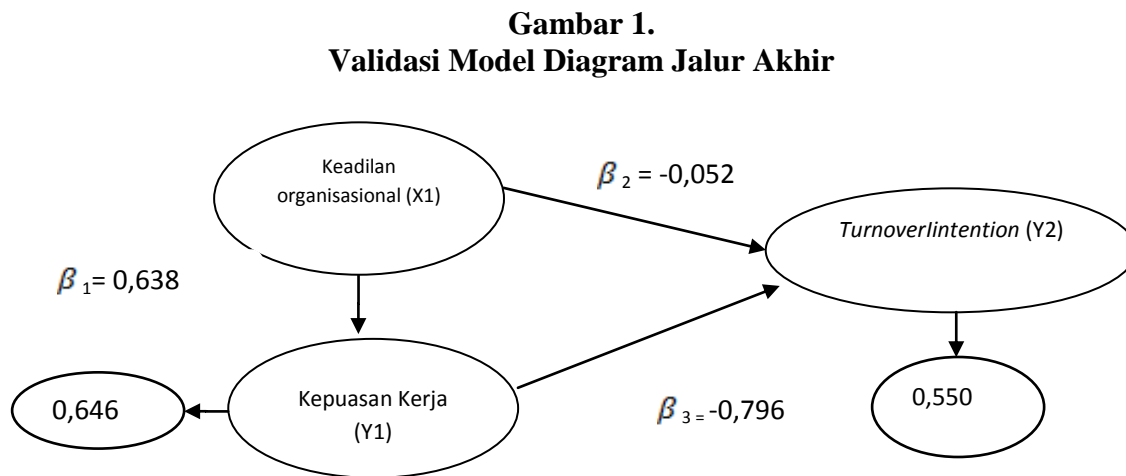 Gambar 1.
Validasi Model Diagram Jalur Akhir
Keadilan
organisasional (X1)
β 2 = -0,052
TurnoverIintention (Y2)
β 1= 0,638
Kepuasan Kerja
(Y1)
0,646
β 3 = -0,796
0,550